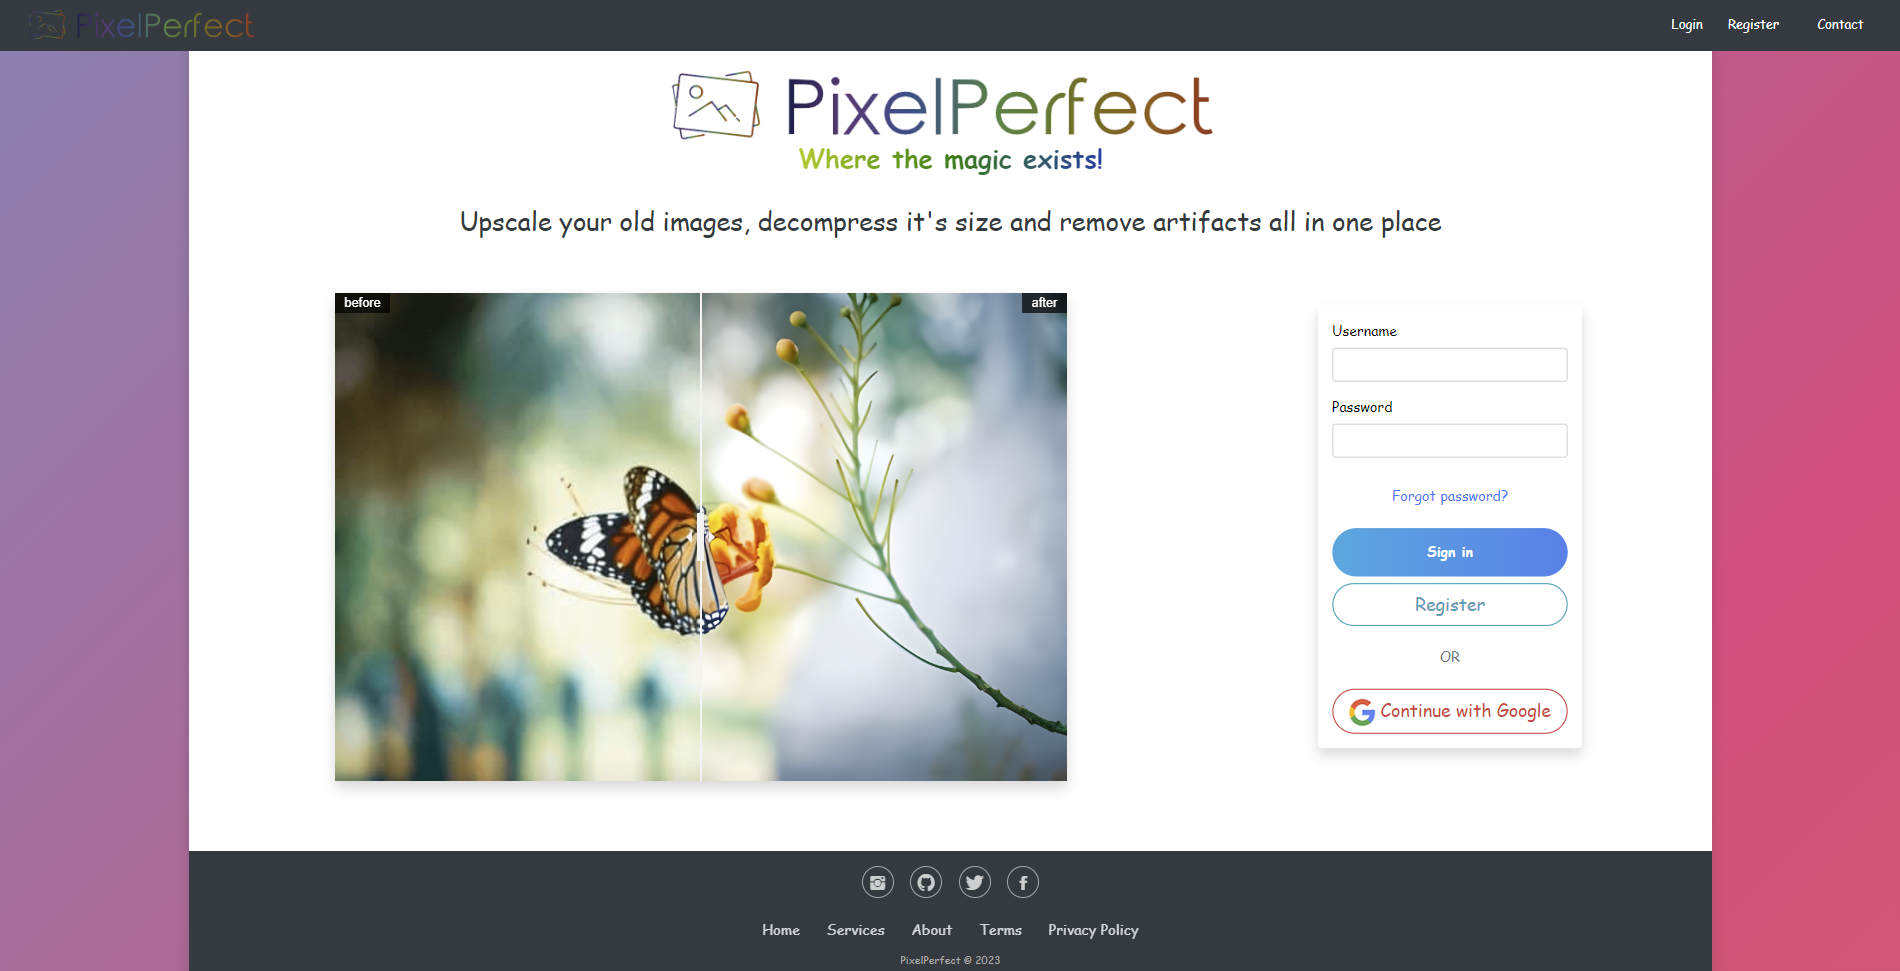 PixelPerfect
Login Register Contact
PixelPerfect
Where the magic exists!
Upscale your old images, decompress it's size and remove artifacts all in one place
before
after
Username
Password
Forgot password?
Sign in
Register
OR
Continue with Google
Home Services About Terms Privacy Policy
PixelPerfect © 2023